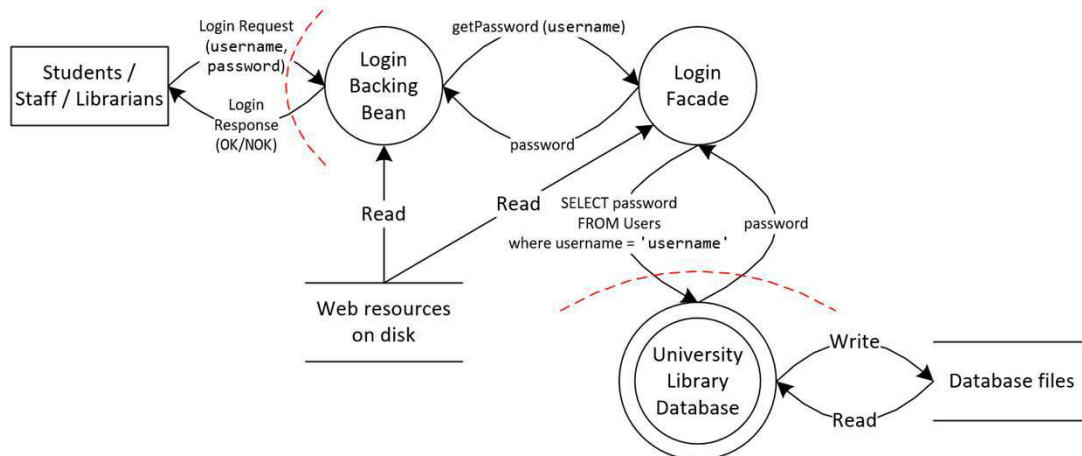 Login Request
(username,
password)
Students /
Staff / Librarians
Login
Response
(OK/NOK)
Login
Backing
Bean
getPassword (username)
password
Login
Facade
Read
Read
SELECT password
FROM Users
where username = 'username'
password
Web resources
on disk
University
Library
Database
Write
Read
Database files